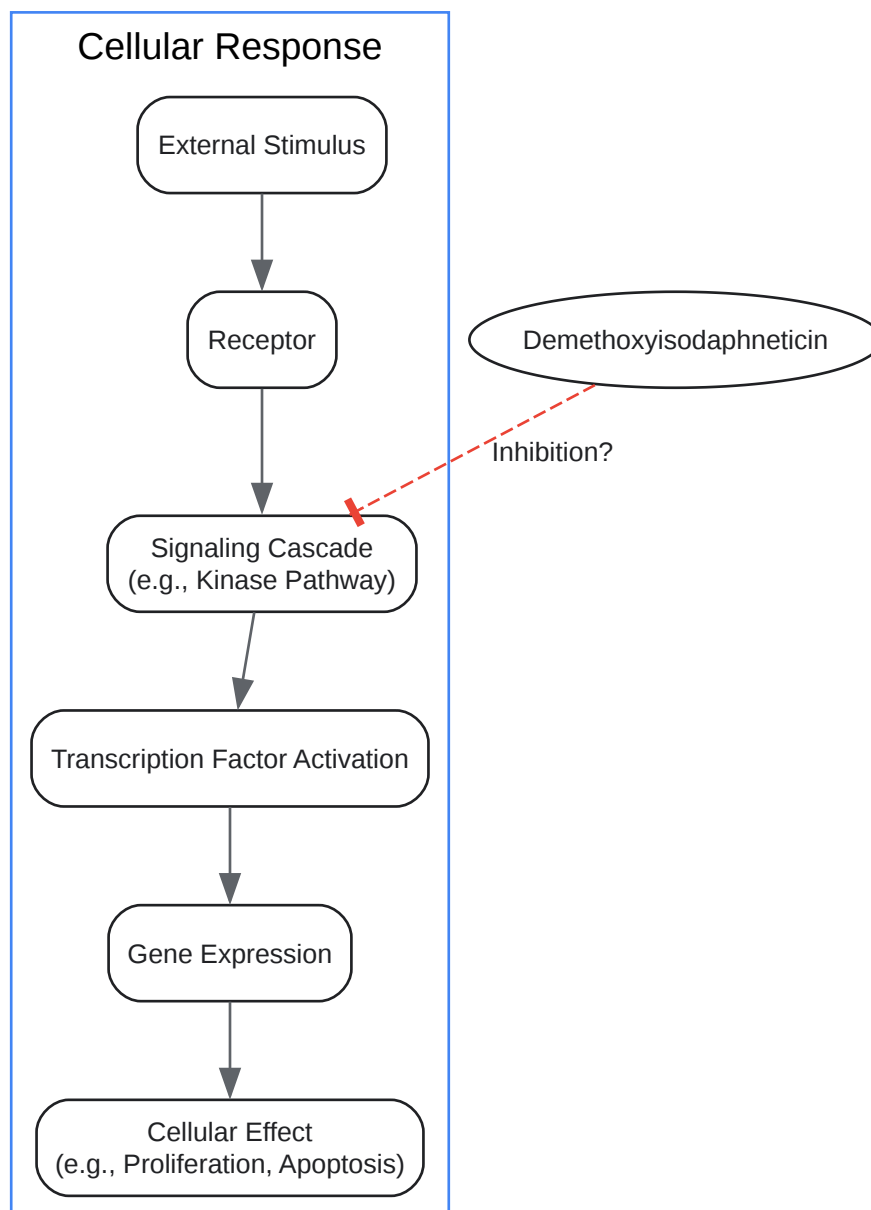 Cellular Response
External Stimulus
Receptor
Demethoxyisodaphneticin
Inhibition?
Signaling Cascade
(e.g., Kinase Pathway)
Transcription Factor Activation
Gene Expression
Cellular Effect
(e.g., Proliferation, Apoptosis)